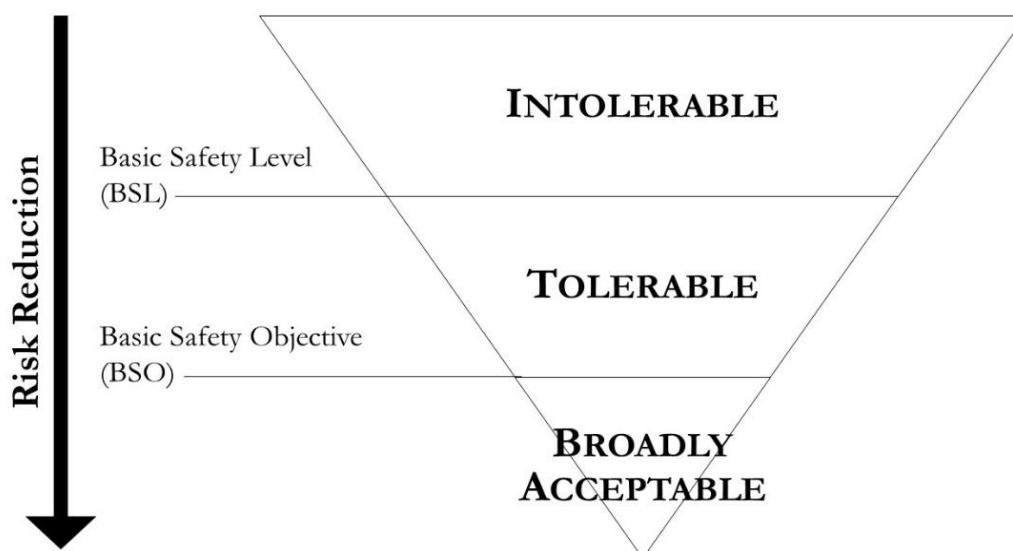 INTOLERABLE
Basic Safety Level
(BSL)
TOLERABLE
Basic Safety Objective
(BSO)
BROADLY
ACCEPTABLE
Risk Reduction